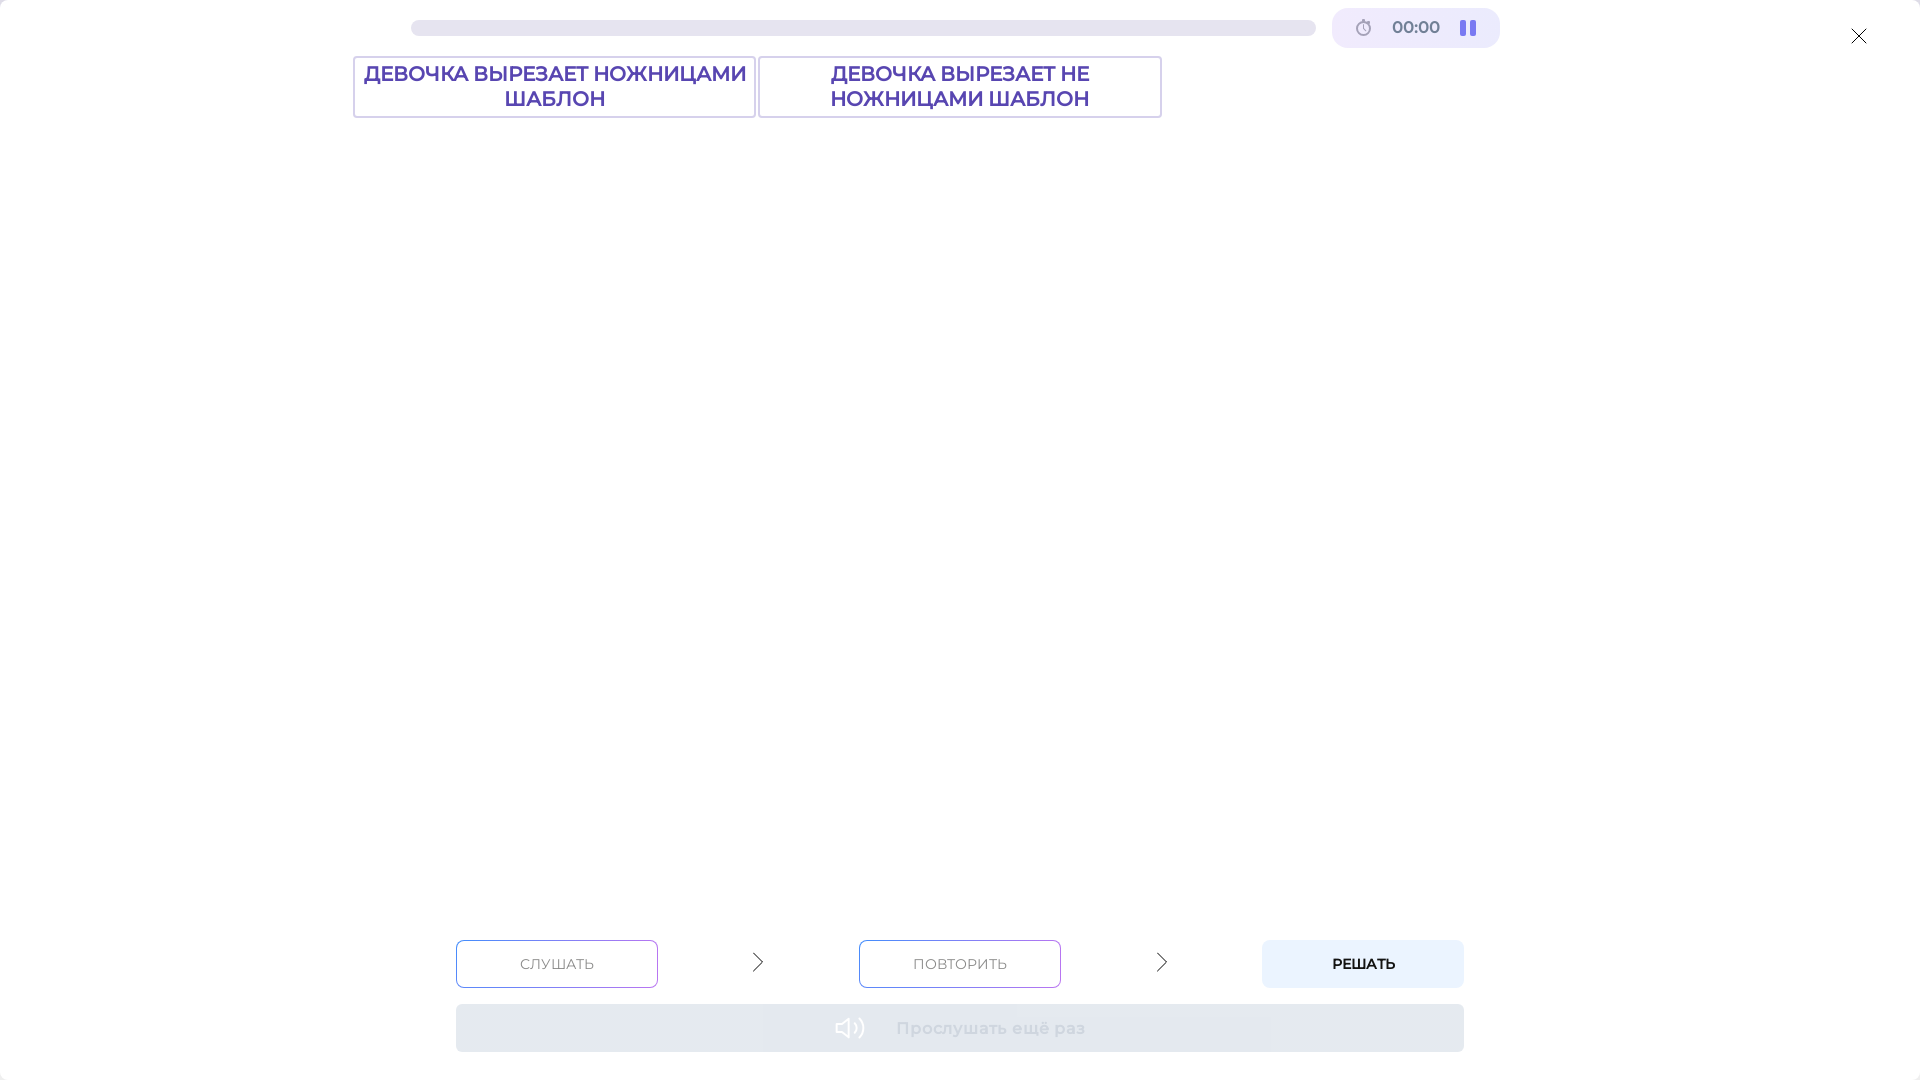 00:00
ДЕВОЧКА ВЫРЕЗАЕТ НОЖНИЦАМИ
ШАБЛОН
ДЕВОЧКА ВЫРЕЗАЕТ НЕ
НОЖНИЦАМИ ШАБЛОН
СЛУШАТЬ
ПОВТОРИТЬ
РЕШАТЬ
Прослушать ещё раз